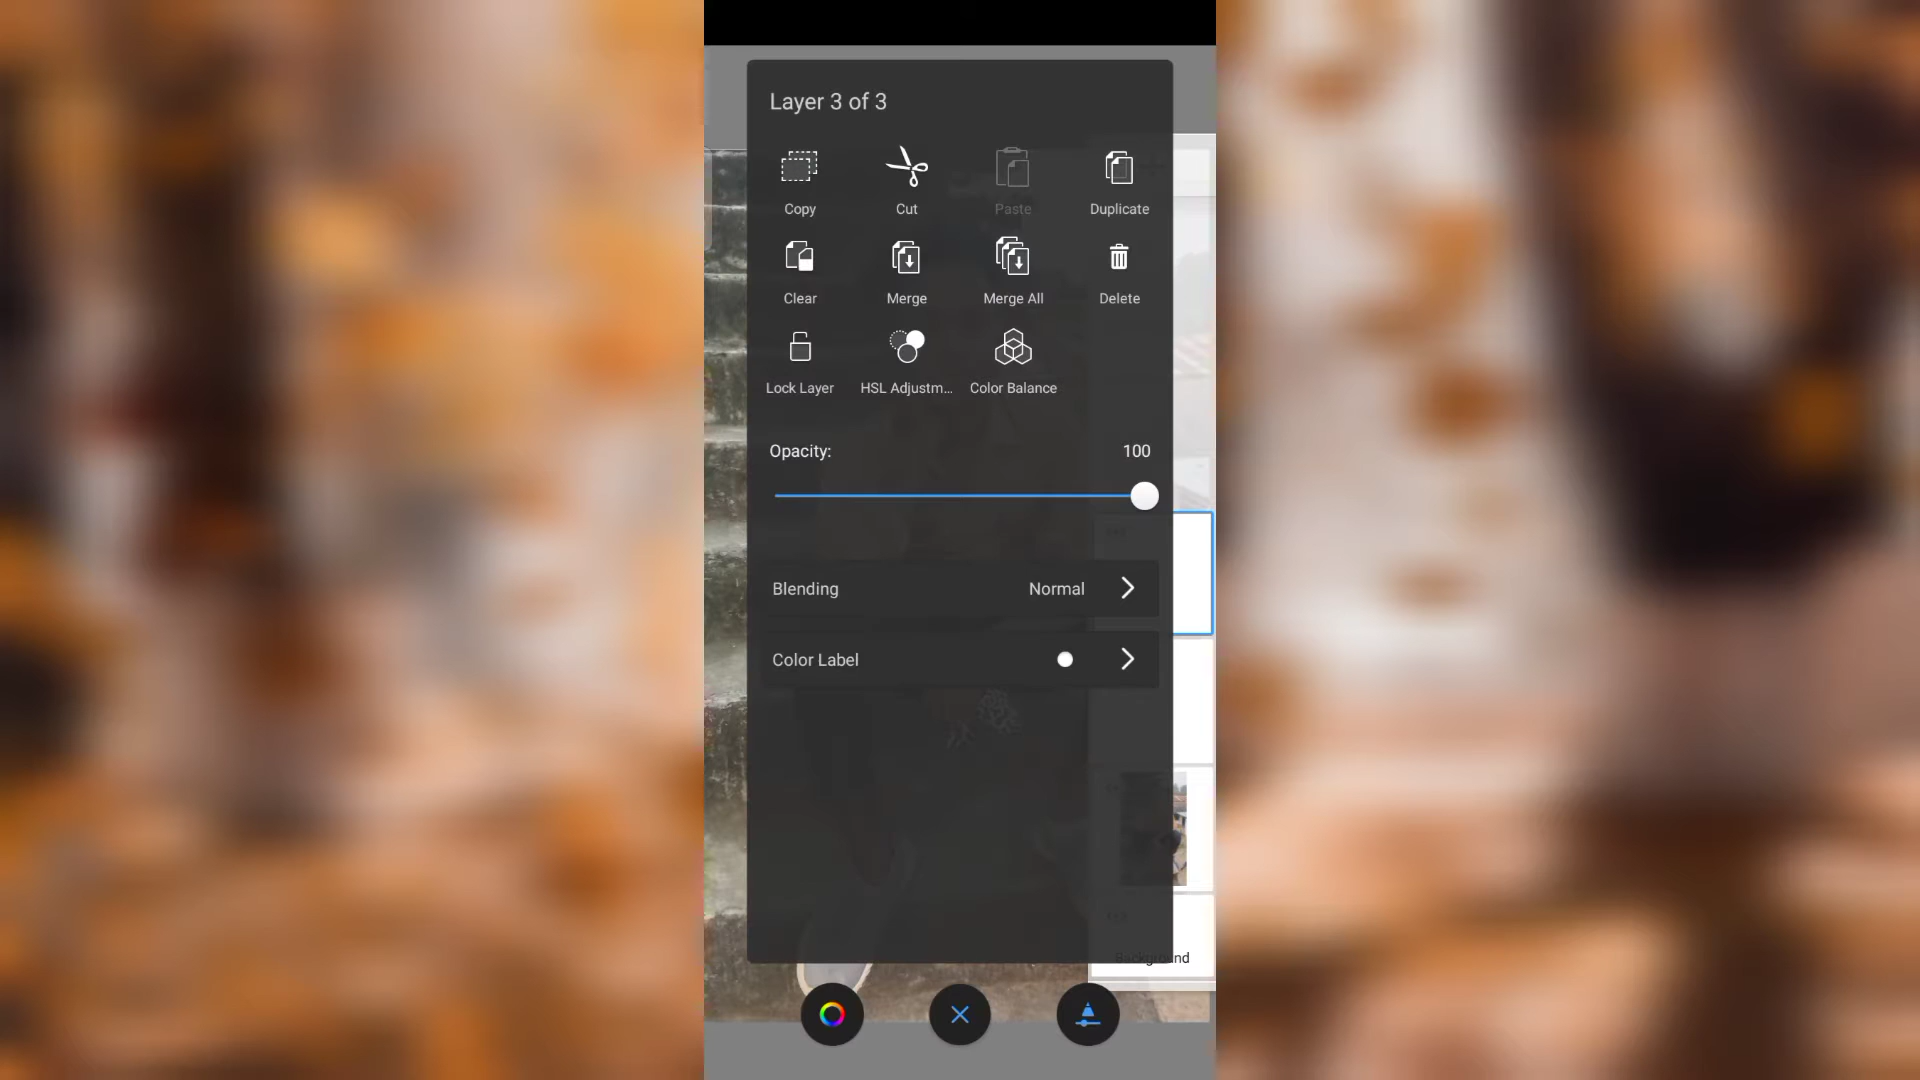 Layer 3 of 3
Copy Cut Paste Duplicate
Clear Merge Merge All Delete
Lock Layer HSL Adjustm... Color Balance
Opacity: 100
Blending Normal
Color Label
Background